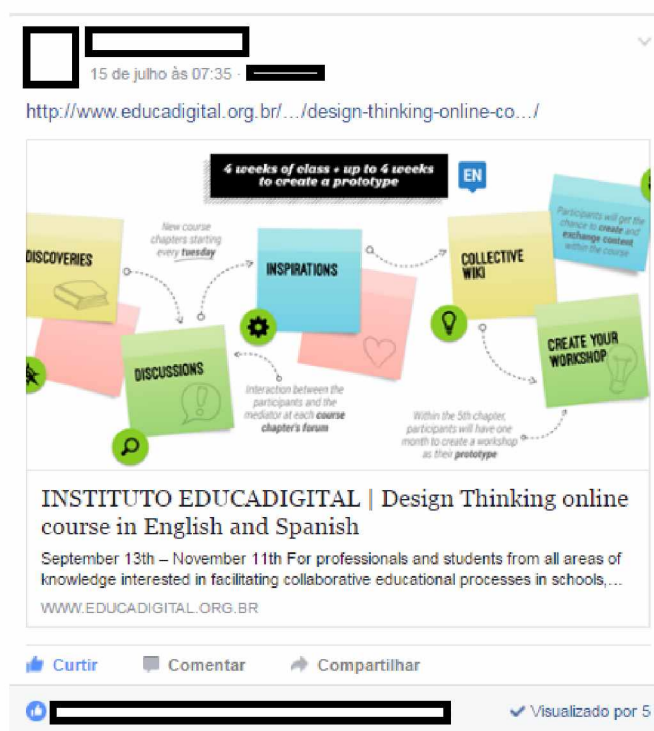 15 de julho às 07:35 ·
http://www.educadigital.org.br/.../design-thinking-online-co.../
4 weeks of class + up to 4 weeks
to create a prototype
EN
New course
chapters starting
every tuesday
Participants will get the
chance to create and
exchange content
within the course
DISCOVERIES
INSPIRATIONS
COLLECTIVE
WIKI
DISCUSSIONS
CREATE YOUR
WORKSHOP
Interaction between the
participants and the
mediator at each course
chapter's forum
Within the 5th chapter,
participants will have one
month to create a workshop
as their prototype
INSTITUTO EDUCADIGITAL | Design Thinking online
course in English and Spanish
September 13th – November 11th For professionals and students from all areas of
knowledge interested in facilitating collaborative educational processes in schools,...
WWW.EDUCADIGITAL.ORG.BR
Curtir
Comentar
Compartilhar
Visualizado por 5